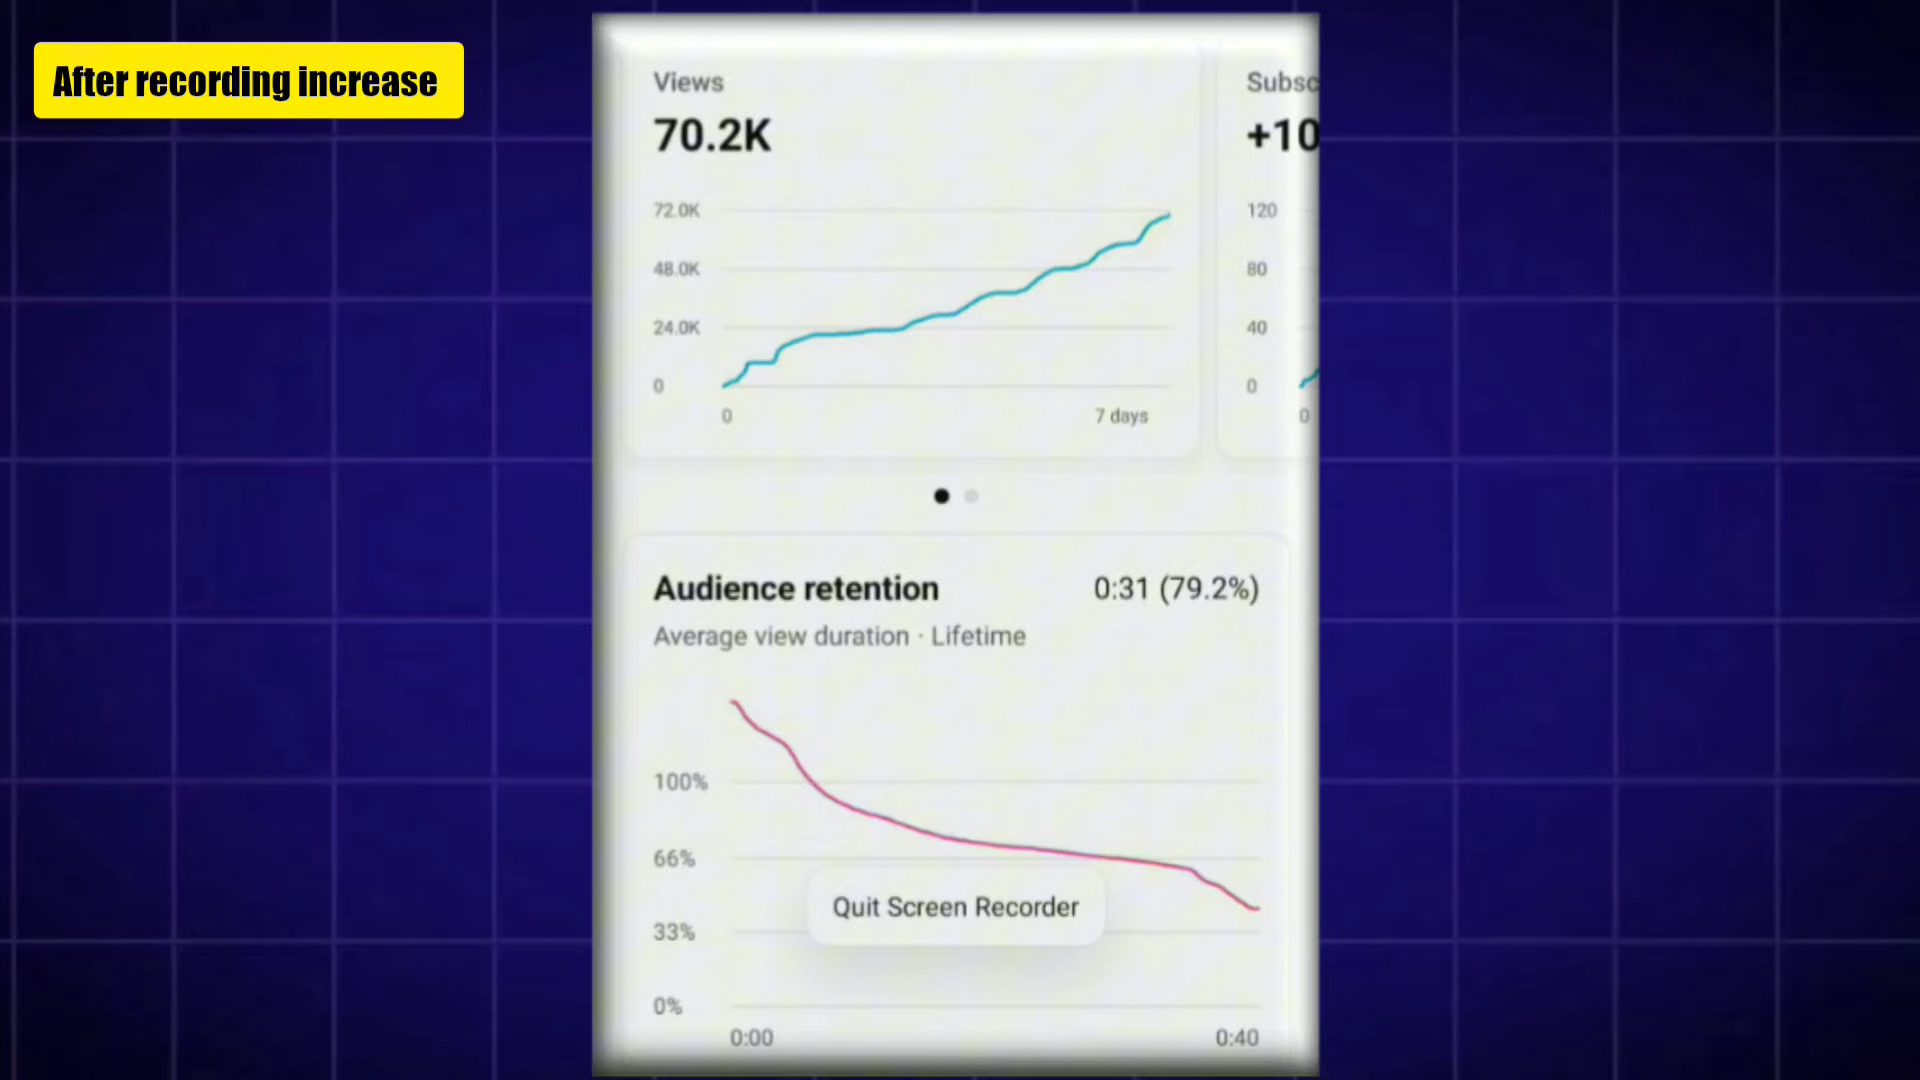 After recording increase
Views
70.2K
72.0K
48.0K
24.0K
0
0
7 days
Subsc
+10
120
80
40
0
0
Audience retention
0:31 (79.2%)
Average view duration · Lifetime
100%
66%
33%
0%
0:00
0:40
Quit Screen Recorder